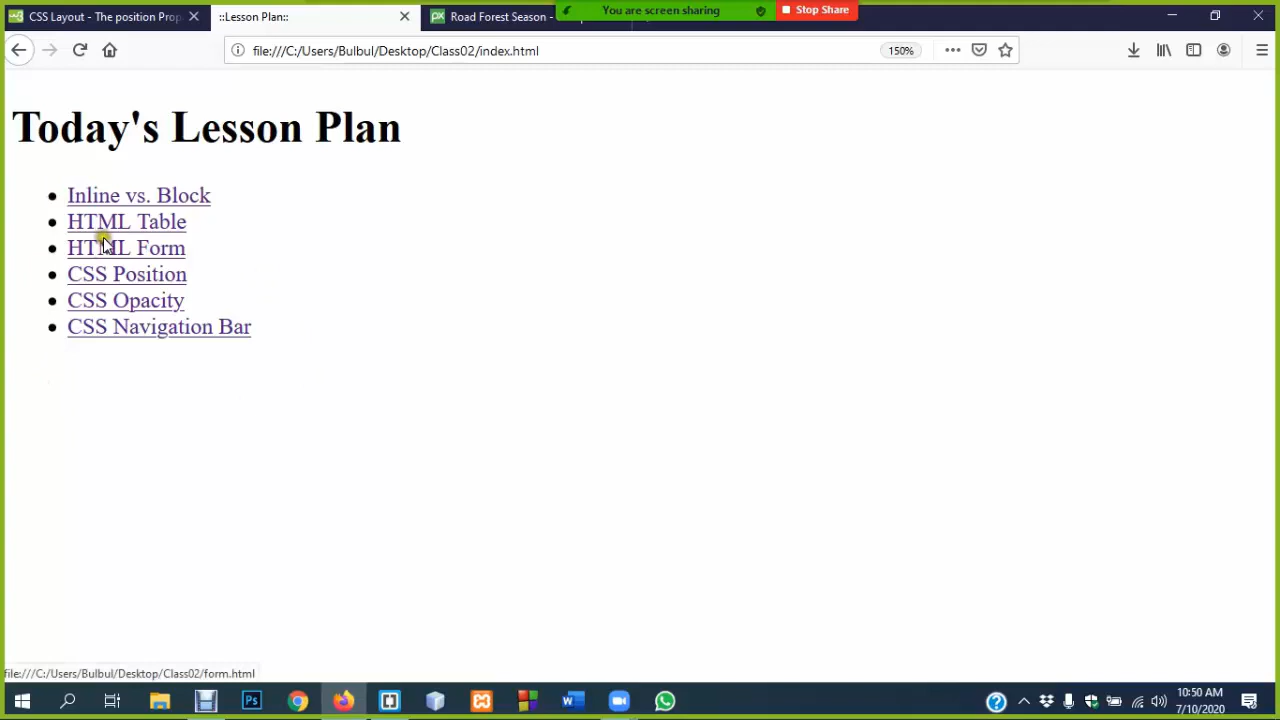 CSS Layout - The position Prop
::Lesson Plan::
Road Forest Season -
You are screen sharing
Stop Share
file:///C:/Users/Bulbul/Desktop/Class02/index.html
150%
Today's Lesson Plan
Inline vs. Block
HTML Table
HTML Form
CSS Position
CSS Opacity
CSS Navigation Bar
file:///C:/Users/Bulbul/Desktop/Class02/form.html
10:50 AM
7/10/2020